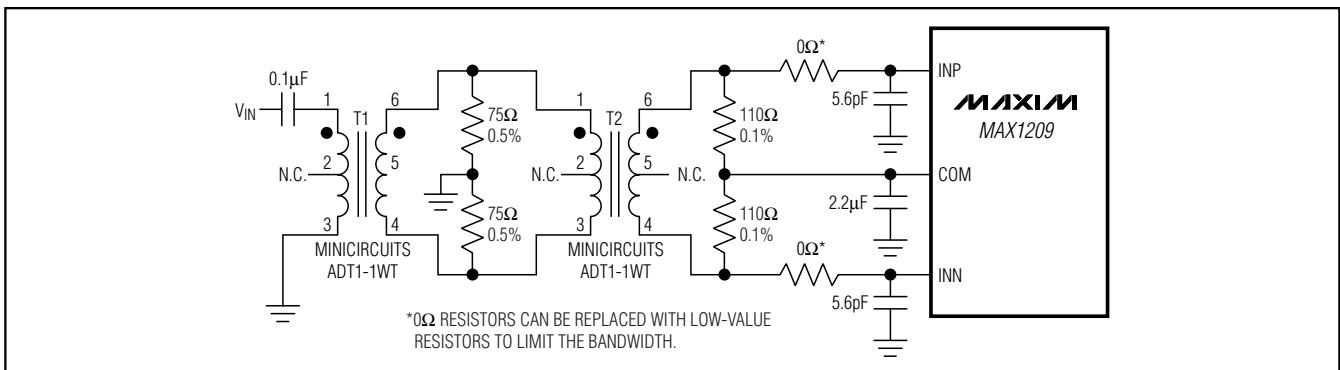 0.1μF
VIN
1
6
T1
2
5
N.C.
3
4
MINICIRCUITS
ADT1-1WT
75Ω
0.5%
75Ω
0.5%
1
6
T2
2
5
N.C.
N.C.
3
4
MINICIRCUITS
ADT1-1WT
110Ω
0.1%
110Ω
0.1%
0Ω*
5.6pF
2.2μF
0Ω*
5.6pF
INP
MAXIM
MAX1209
COM
INN
*0Ω RESISTORS CAN BE REPLACED WITH LOW-VALUE
RESISTORS TO LIMIT THE BANDWIDTH.